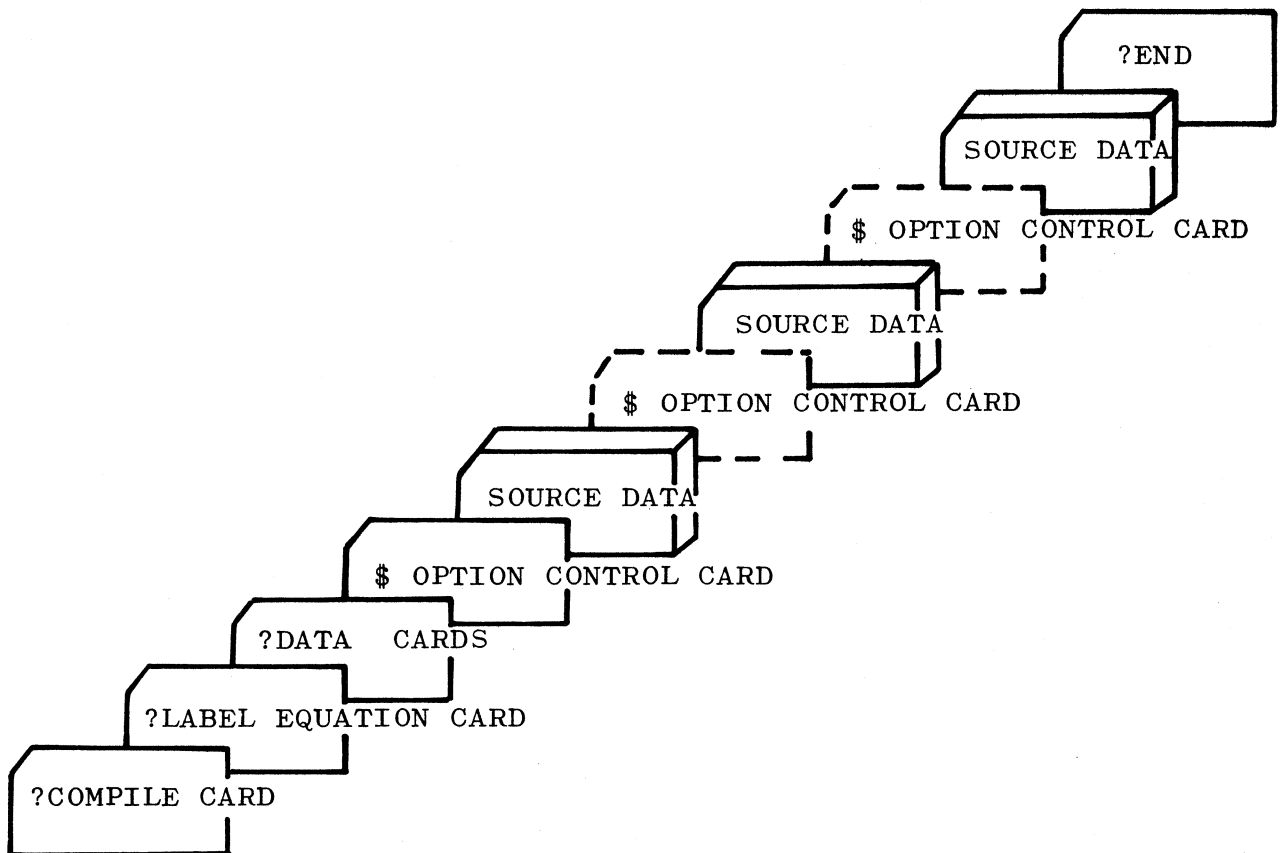 ?END
SOURCE DATA
$ OPTION CONTROL CARD
SOURCE DATA
$ OPTION CONTROL CARD
SOURCE DATA
$ OPTION CONTROL CARD
?DATA CARDS
?LABEL EQUATION CARD
?COMPILE CARD